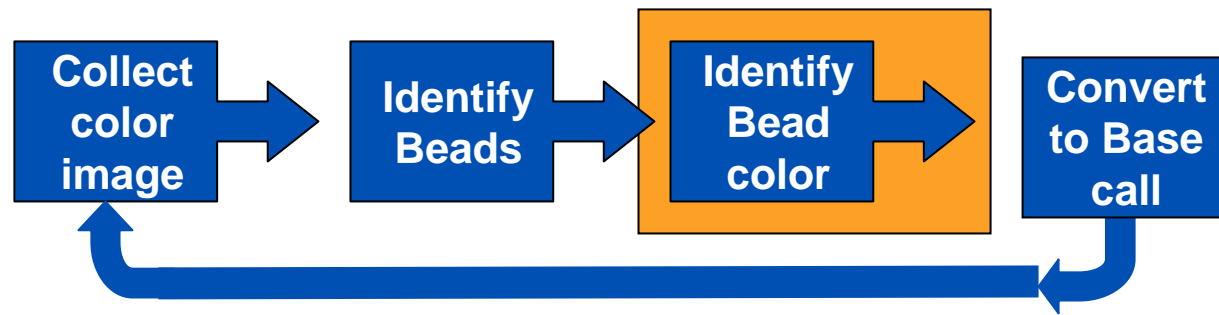 Collect
color
image
Identify
Beads
Identify
Bead
color
Convert
to Base
call